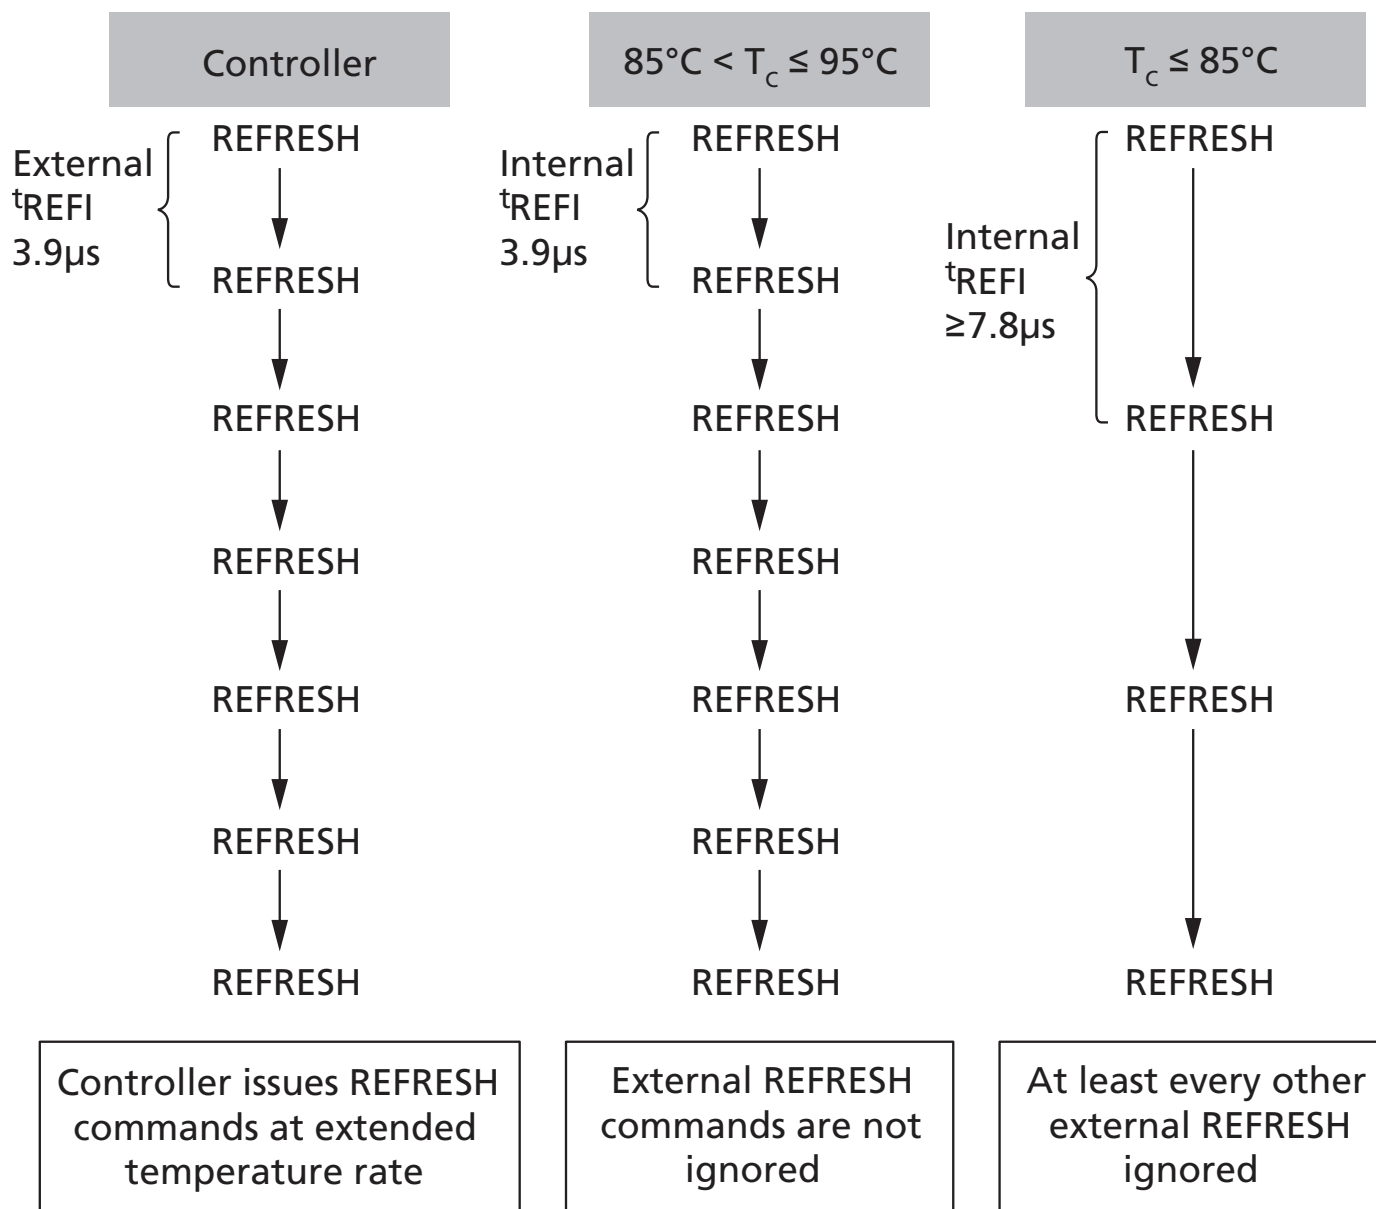 Controller
85°C < TC ≤ 95°C
TC ≤ 85°C
External
tREFI
3.9µs
REFRESH
REFRESH
REFRESH
REFRESH
REFRESH
REFRESH
REFRESH
Internal
tREFI
3.9µs
REFRESH
REFRESH
REFRESH
REFRESH
REFRESH
REFRESH
REFRESH
Internal
tREFI
≥7.8µs
REFRESH
REFRESH
REFRESH
REFRESH
Controller issues REFRESH
commands at extended
temperature rate
External REFRESH
commands are not
ignored
At least every other
external REFRESH
ignored